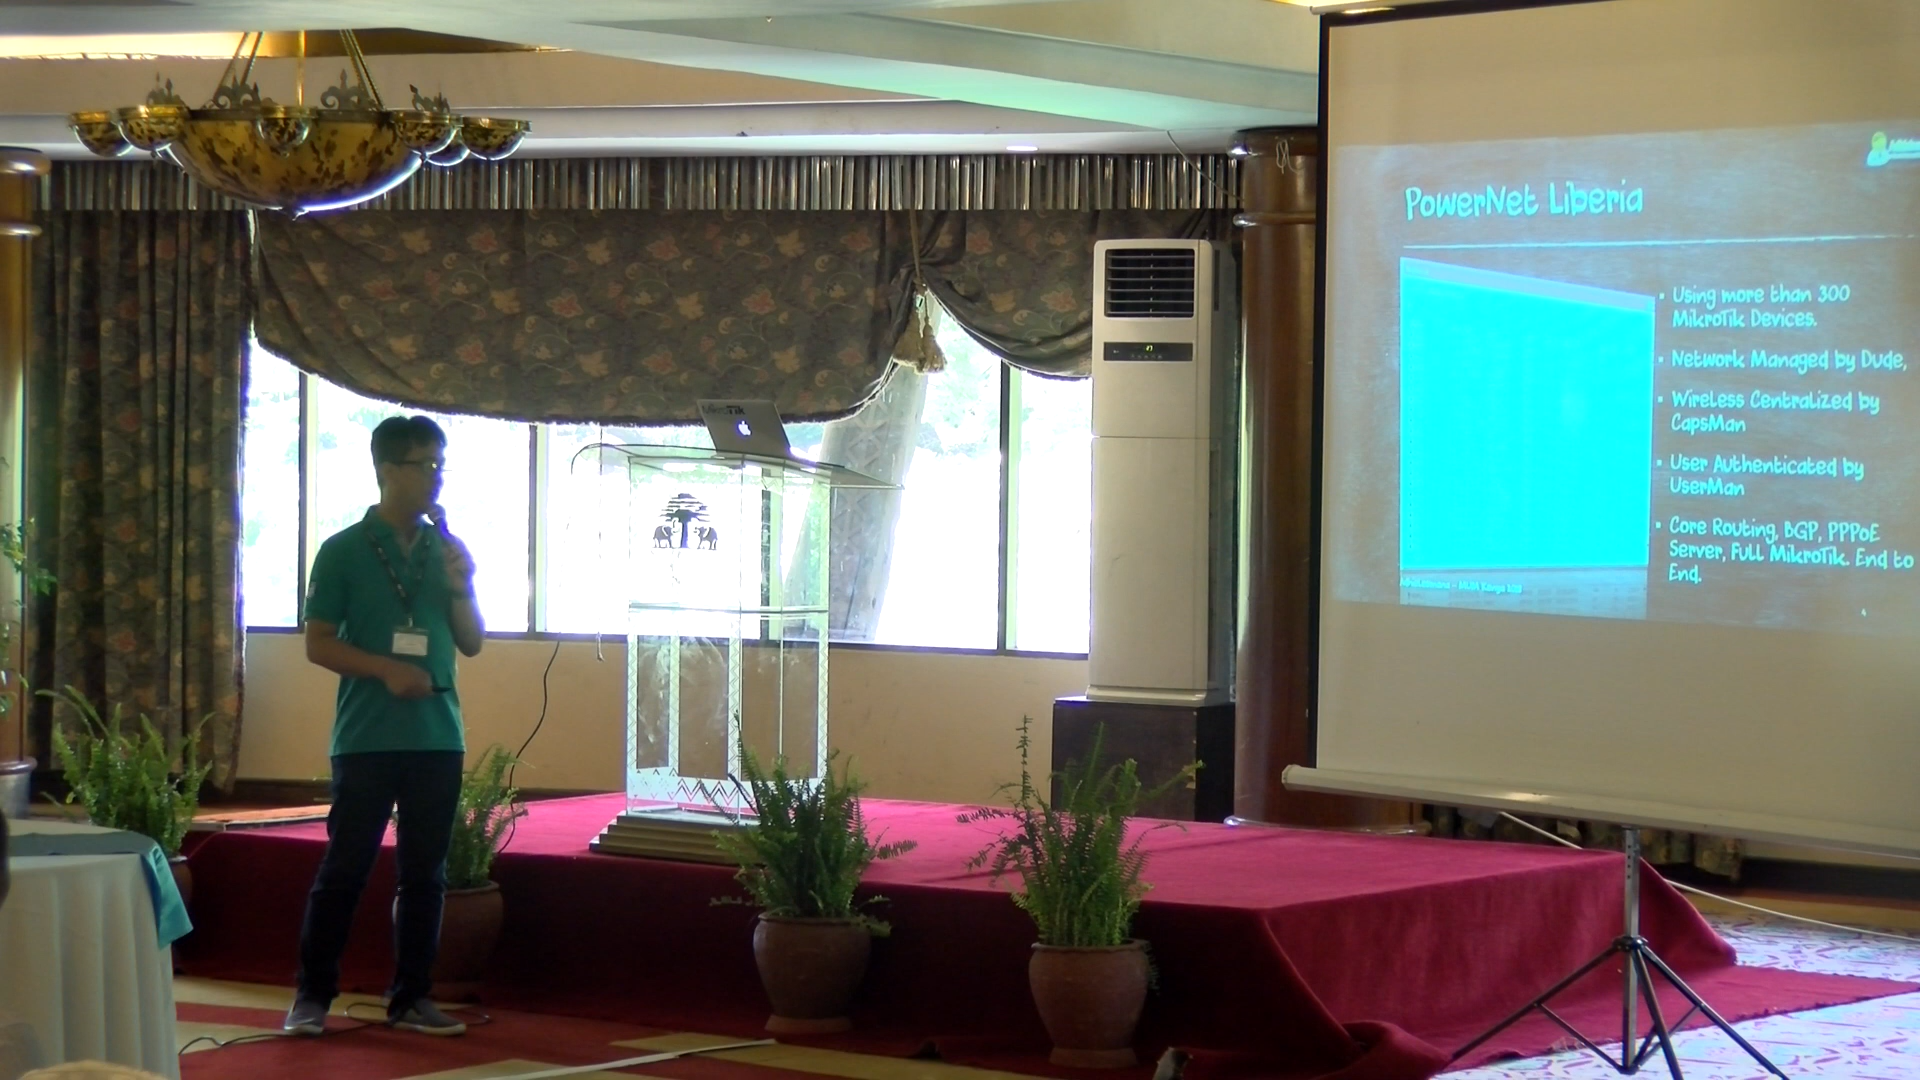 PowerNet Liberia
Using more than 300
MikroTik Devices.
Network Managed by Dude,
Wireless Centralized by
CapsMan
User Authenticated by
UserMan
Core Routing, BGP, PPPoE
Server, Full MikroTik. End to
End.
MikroTik